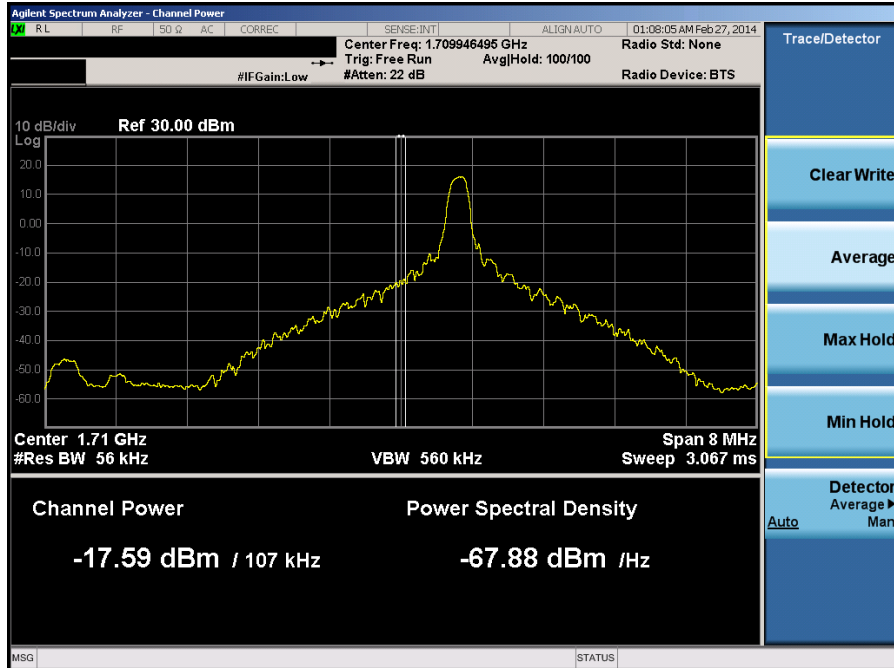 Agilent Spectrum Analyzer - Channel Power
LXI RL RF 50 Ω AC CORREC SENSE:INT ALIGN AUTO 01:08:05 AM Feb 27, 2014
Center Freq: 1.709946495 GHz Radio Std: None
Trig: Free Run Avg|Hold: 100/100
#IFGain:Low #Atten: 22 dB Radio Device: BTS
Trace/Detector
10 dB/div Ref 30.00 dBm
Log
20.0
10.0
0.00
-10.0
-20.0
-30.0
-40.0
-50.0
-60.0
Center 1.71 GHz Span 8 MHz
#Res BW 56 kHz VBW 560 kHz Sweep 3.067 ms
Channel Power Power Spectral Density
-17.59 dBm / 107 kHz -67.88 dBm /Hz
Clear Write
Average
Max Hold
Min Hold
Detector
Average▶
Auto Man
MSG STATUS